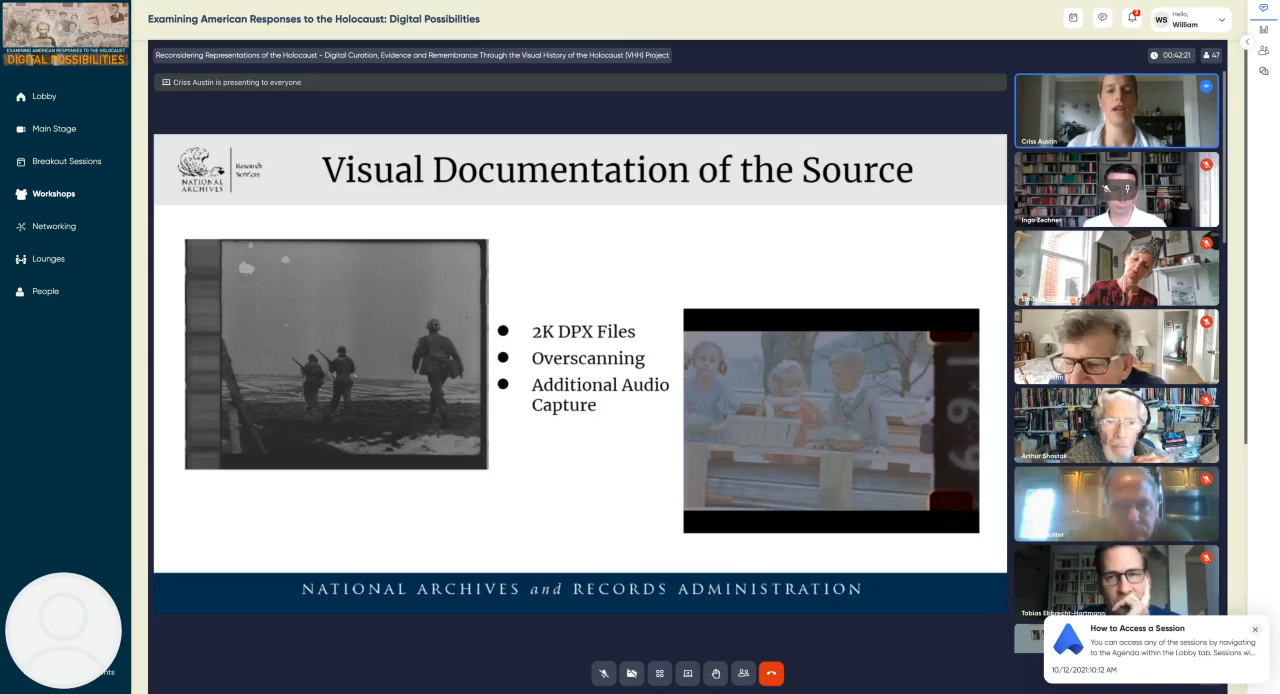 EXAMINING AMERICAN RESPONSES TO THE HOLOCAUST
DIGITAL POSSIBILITIES
Lobby
Main Stage
Breakout Sessions
Workshops
Networking
Lounges
People
Examining American Responses to the Holocaust: Digital Possibilities
WS
Hello,
William
Reconsidering Representations of the Holocaust - Digital Curation, Evidence and Remembrance Through the Visual History of the Holocaust (VHH) Project
00:42:21
47
Criss Austin is presenting to everyone
NATIONAL
ARCHIVES
Research
Services
Visual Documentation of the Source
2K DPX Files
Overscanning
Additional Audio
Capture
NATIONAL ARCHIVES and RECORDS ADMINISTRATION
Criss Austin
Ingo Zechner
Arthur Shostak
Tobias Ebbrecht-Hartmann
How to Access a Session
You can access any of the sessions by navigating
to the Agenda within the Lobby tab. Sessions wi...
10/12/2021:10:12 AM